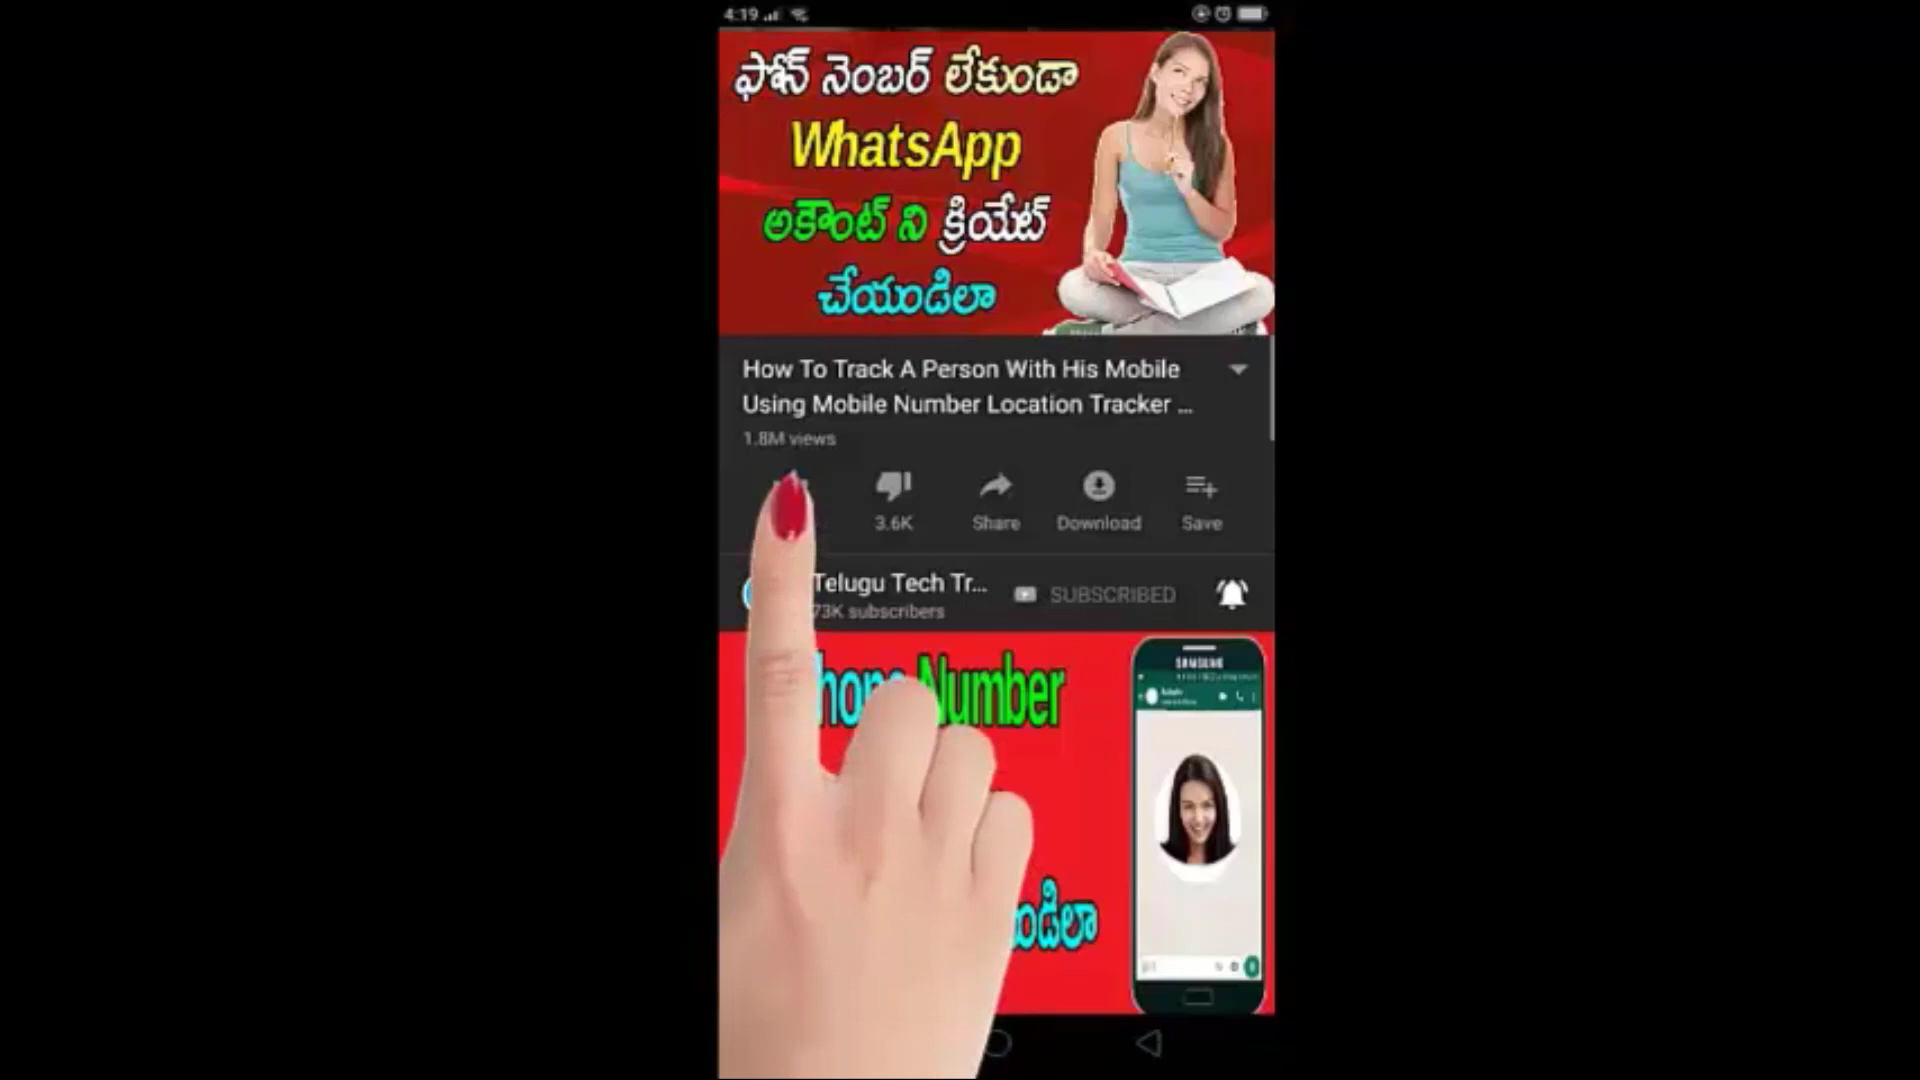 4:19
ఫోన్ నెంబర్ లేకుండా
WhatsApp
అకౌంట్ ని క్రియేట్
చేయండిలా
How To Track A Person With His Mobile
Using Mobile Number Location Tracker ...
1.8M views
3.6K
Share
Download
Save
Telugu Tech Tr...
SUBSCRIBED
73K subscribers
Number
SAMSUNG